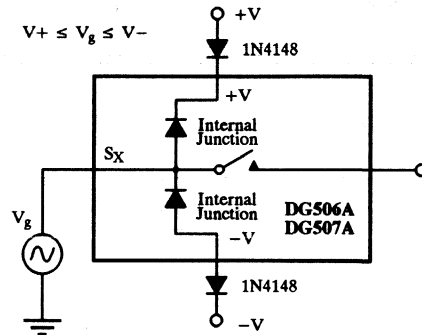 +V
V+ ≤ Vg ≤ V-
1N4148
+V
Internal
Junction
SX
Internal
Junction
DG506A
DG507A
Vg
-V
1N4148
-V